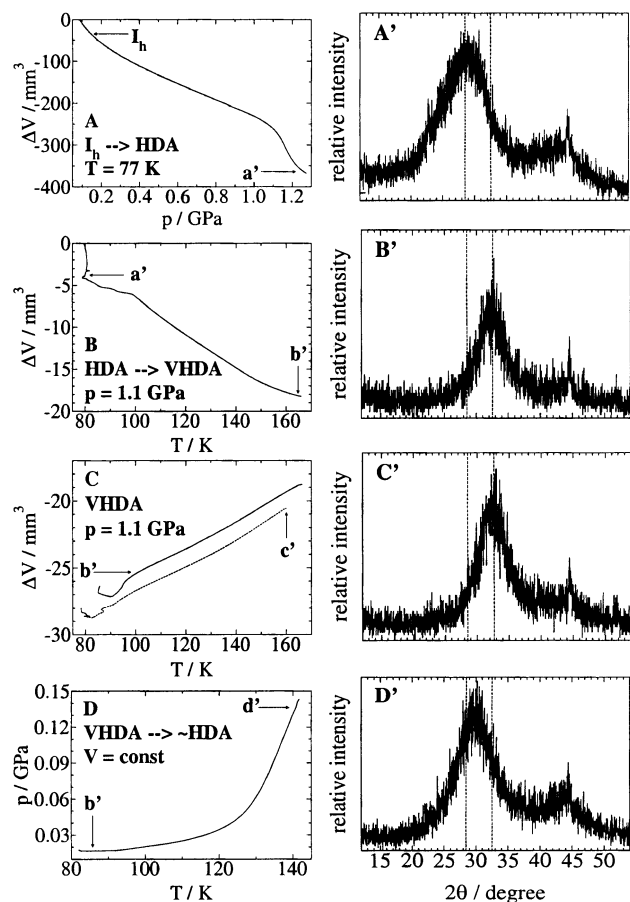 0
-100
-200
-300
-400
ΔV / mm³
I_h
A
I_h --> HDA
T = 77 K
a’
0.2 0.4 0.6 0.8 1.0 1.2
p / GPa
A’
relative intensity
0
-5
-10
-15
-20
ΔV / mm³
a’
B
HDA --> VHDA
p = 1.1 GPa
b’
80 100 120 140 160
T / K
B’
relative intensity
-20
-25
-30
ΔV / mm³
C
VHDA
p = 1.1 GPa
b’
c’
80 100 120 140 160
T / K
C’
relative intensity
0.15
0.12
0.09
0.06
0.03
p / GPa
D
VHDA --> ~HDA
V = const
d’
b’
80 100 120 140
T / K
D’
relative intensity
15 20 25 30 35 40 45 50
2θ / degree